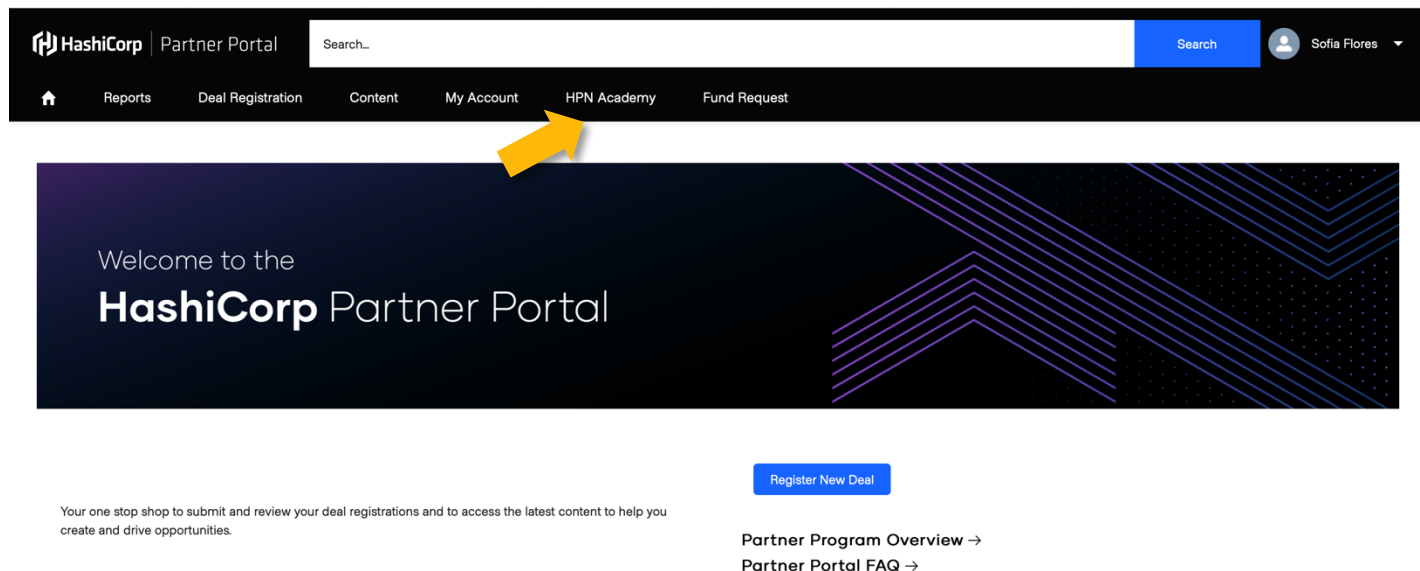 HashiCorp | Partner Portal
Search...
Search
Sofia Flores
Reports
Deal Registration
Content
My Account
HPN Academy
Fund Request
Welcome to the
HashiCorp Partner Portal
Register New Deal
Your one stop shop to submit and review your deal registrations and to access the latest content to help you
create and drive opportunities.
Partner Program Overview →
Partner Portal FAQ →